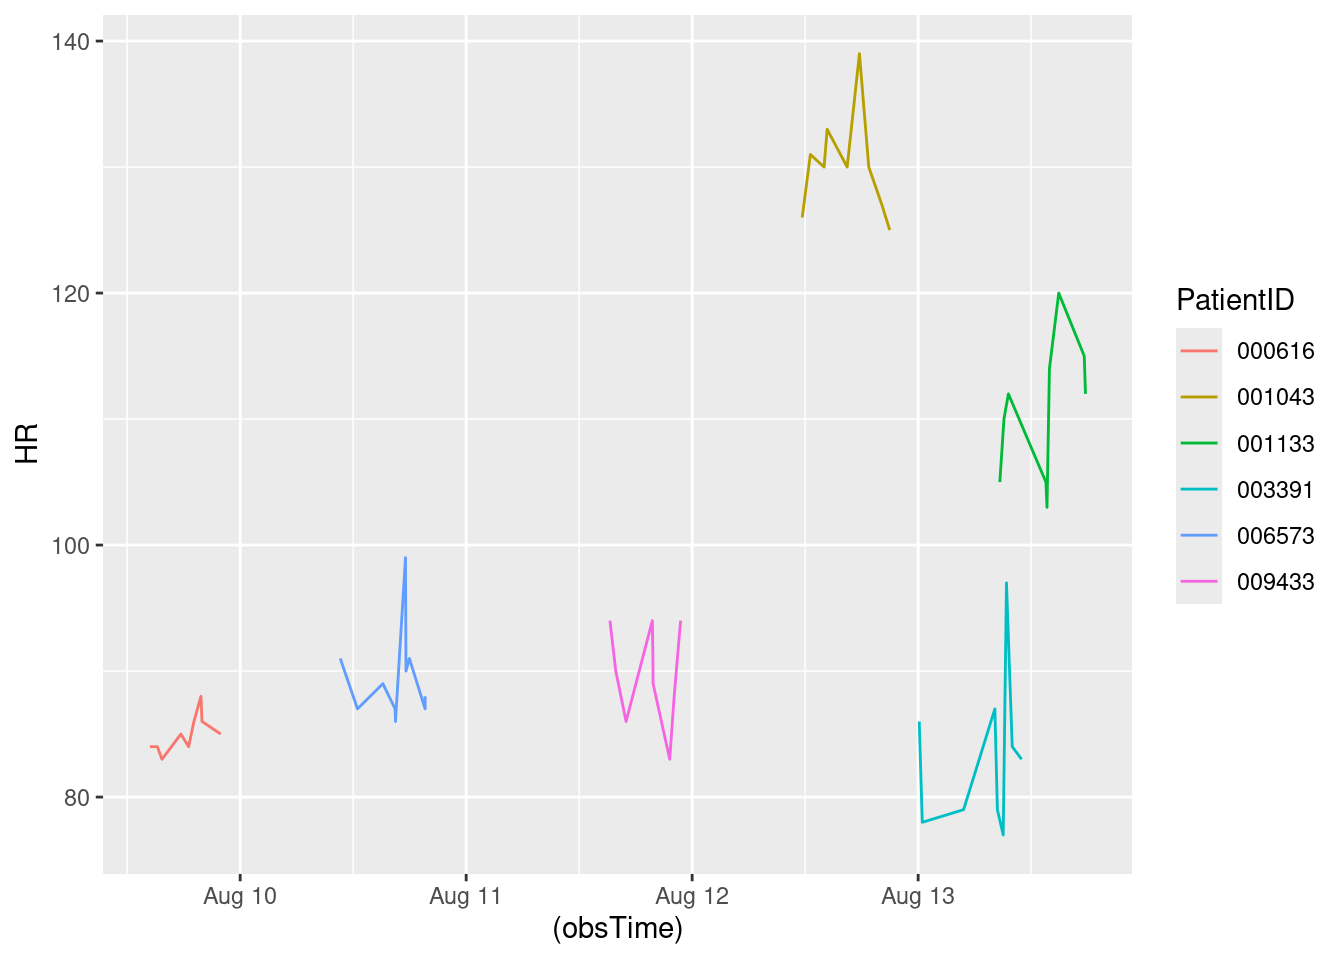 140
120
100
80
HR
Aug 10
Aug 11
Aug 12
Aug 13
(obsTime)
PatientID
000616
001043
001133
003391
006573
009433